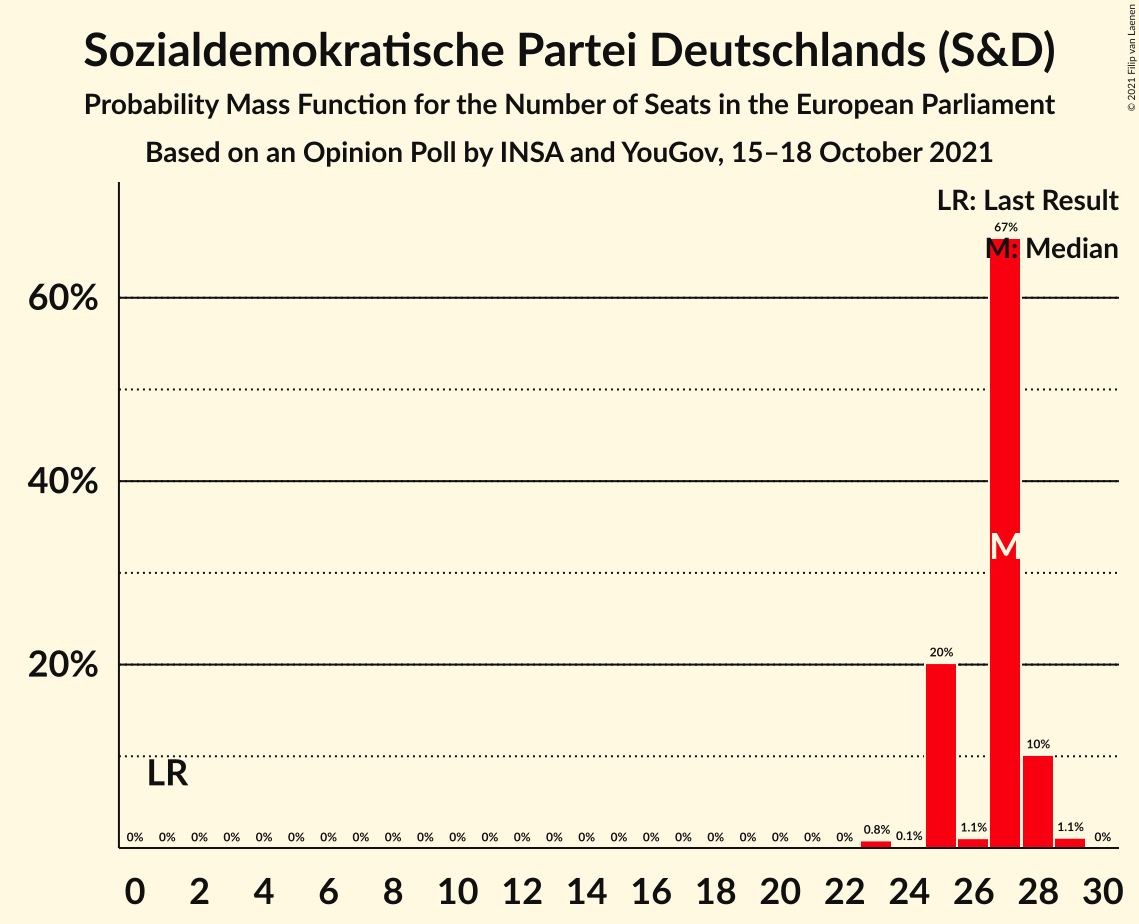 Sozialdemokratische Partei Deutschlands (S&D)
Probability Mass Function for the Number of Seats in the European Parliament
Based on an Opinion Poll by INSA and YouGov, 15–18 October 2021
© 2021 Filip van Laenen
LR: Last Result
M: Median
67%
60%
40%
M
20%
20%
10%
LR
0% 0% 0% 0% 0% 0% 0% 0% 0% 0% 0% 0% 0% 0% 0% 0% 0% 0% 0% 0% 0% 0% 0% 0.8% 0.1% 1.1% 1.1% 0%
0 2 4 6 8 10 12 14 16 18 20 22 24 26 28 30